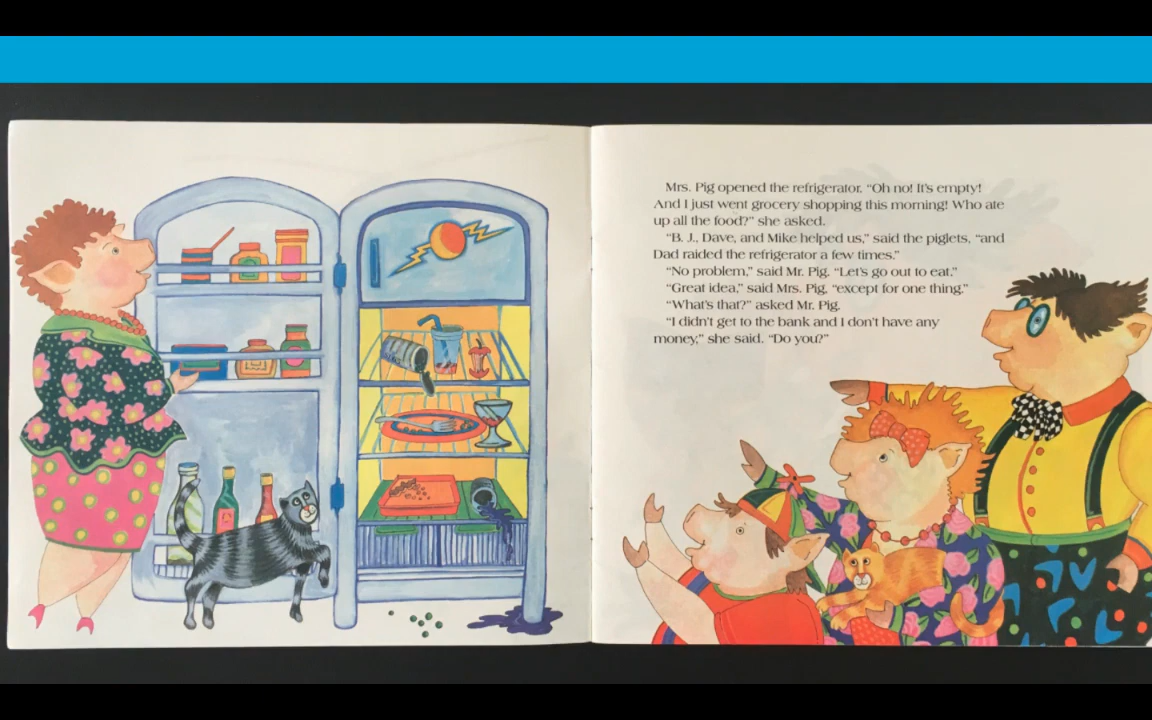 Mrs. Pig opened the refrigerator. “Oh no! It's empty!
And I just went grocery shopping this morning! Who ate
up all the food?” she asked.
“B. J., Dave, and Mike helped us,” said the piglets, “and
Dad raided the refrigerator a few times.”
“No problem,” said Mr. Pig. “Let's go out to eat.”
“Great idea,” said Mrs. Pig, “except for one thing.”
“What's that?” asked Mr. Pig.
“I didn't get to the bank and I don't have any
money,” she said. “Do you?”